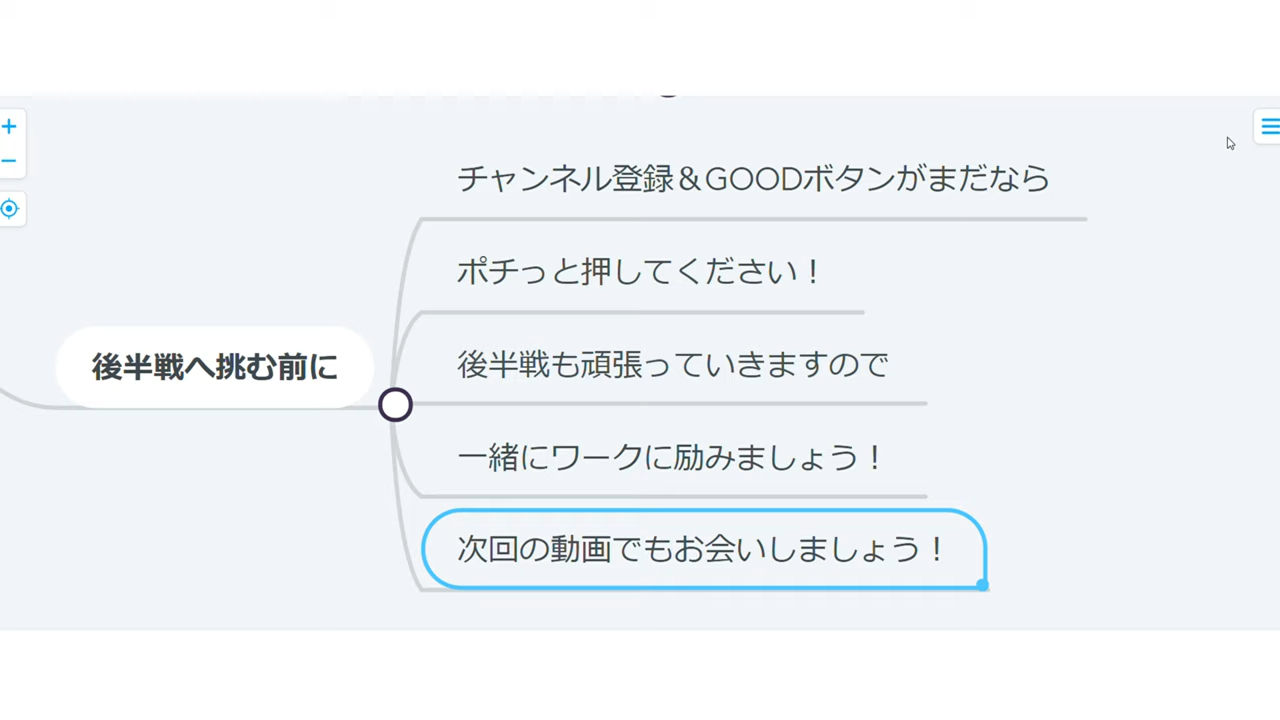 チャンネル登録＆GOODボタンがまだなら
ポチっと押してください！
後半戦へ挑む前に
後半戦も頑張っていきますので
一緒にワークに励みましょう！
次回の動画でもお会いしましょう！